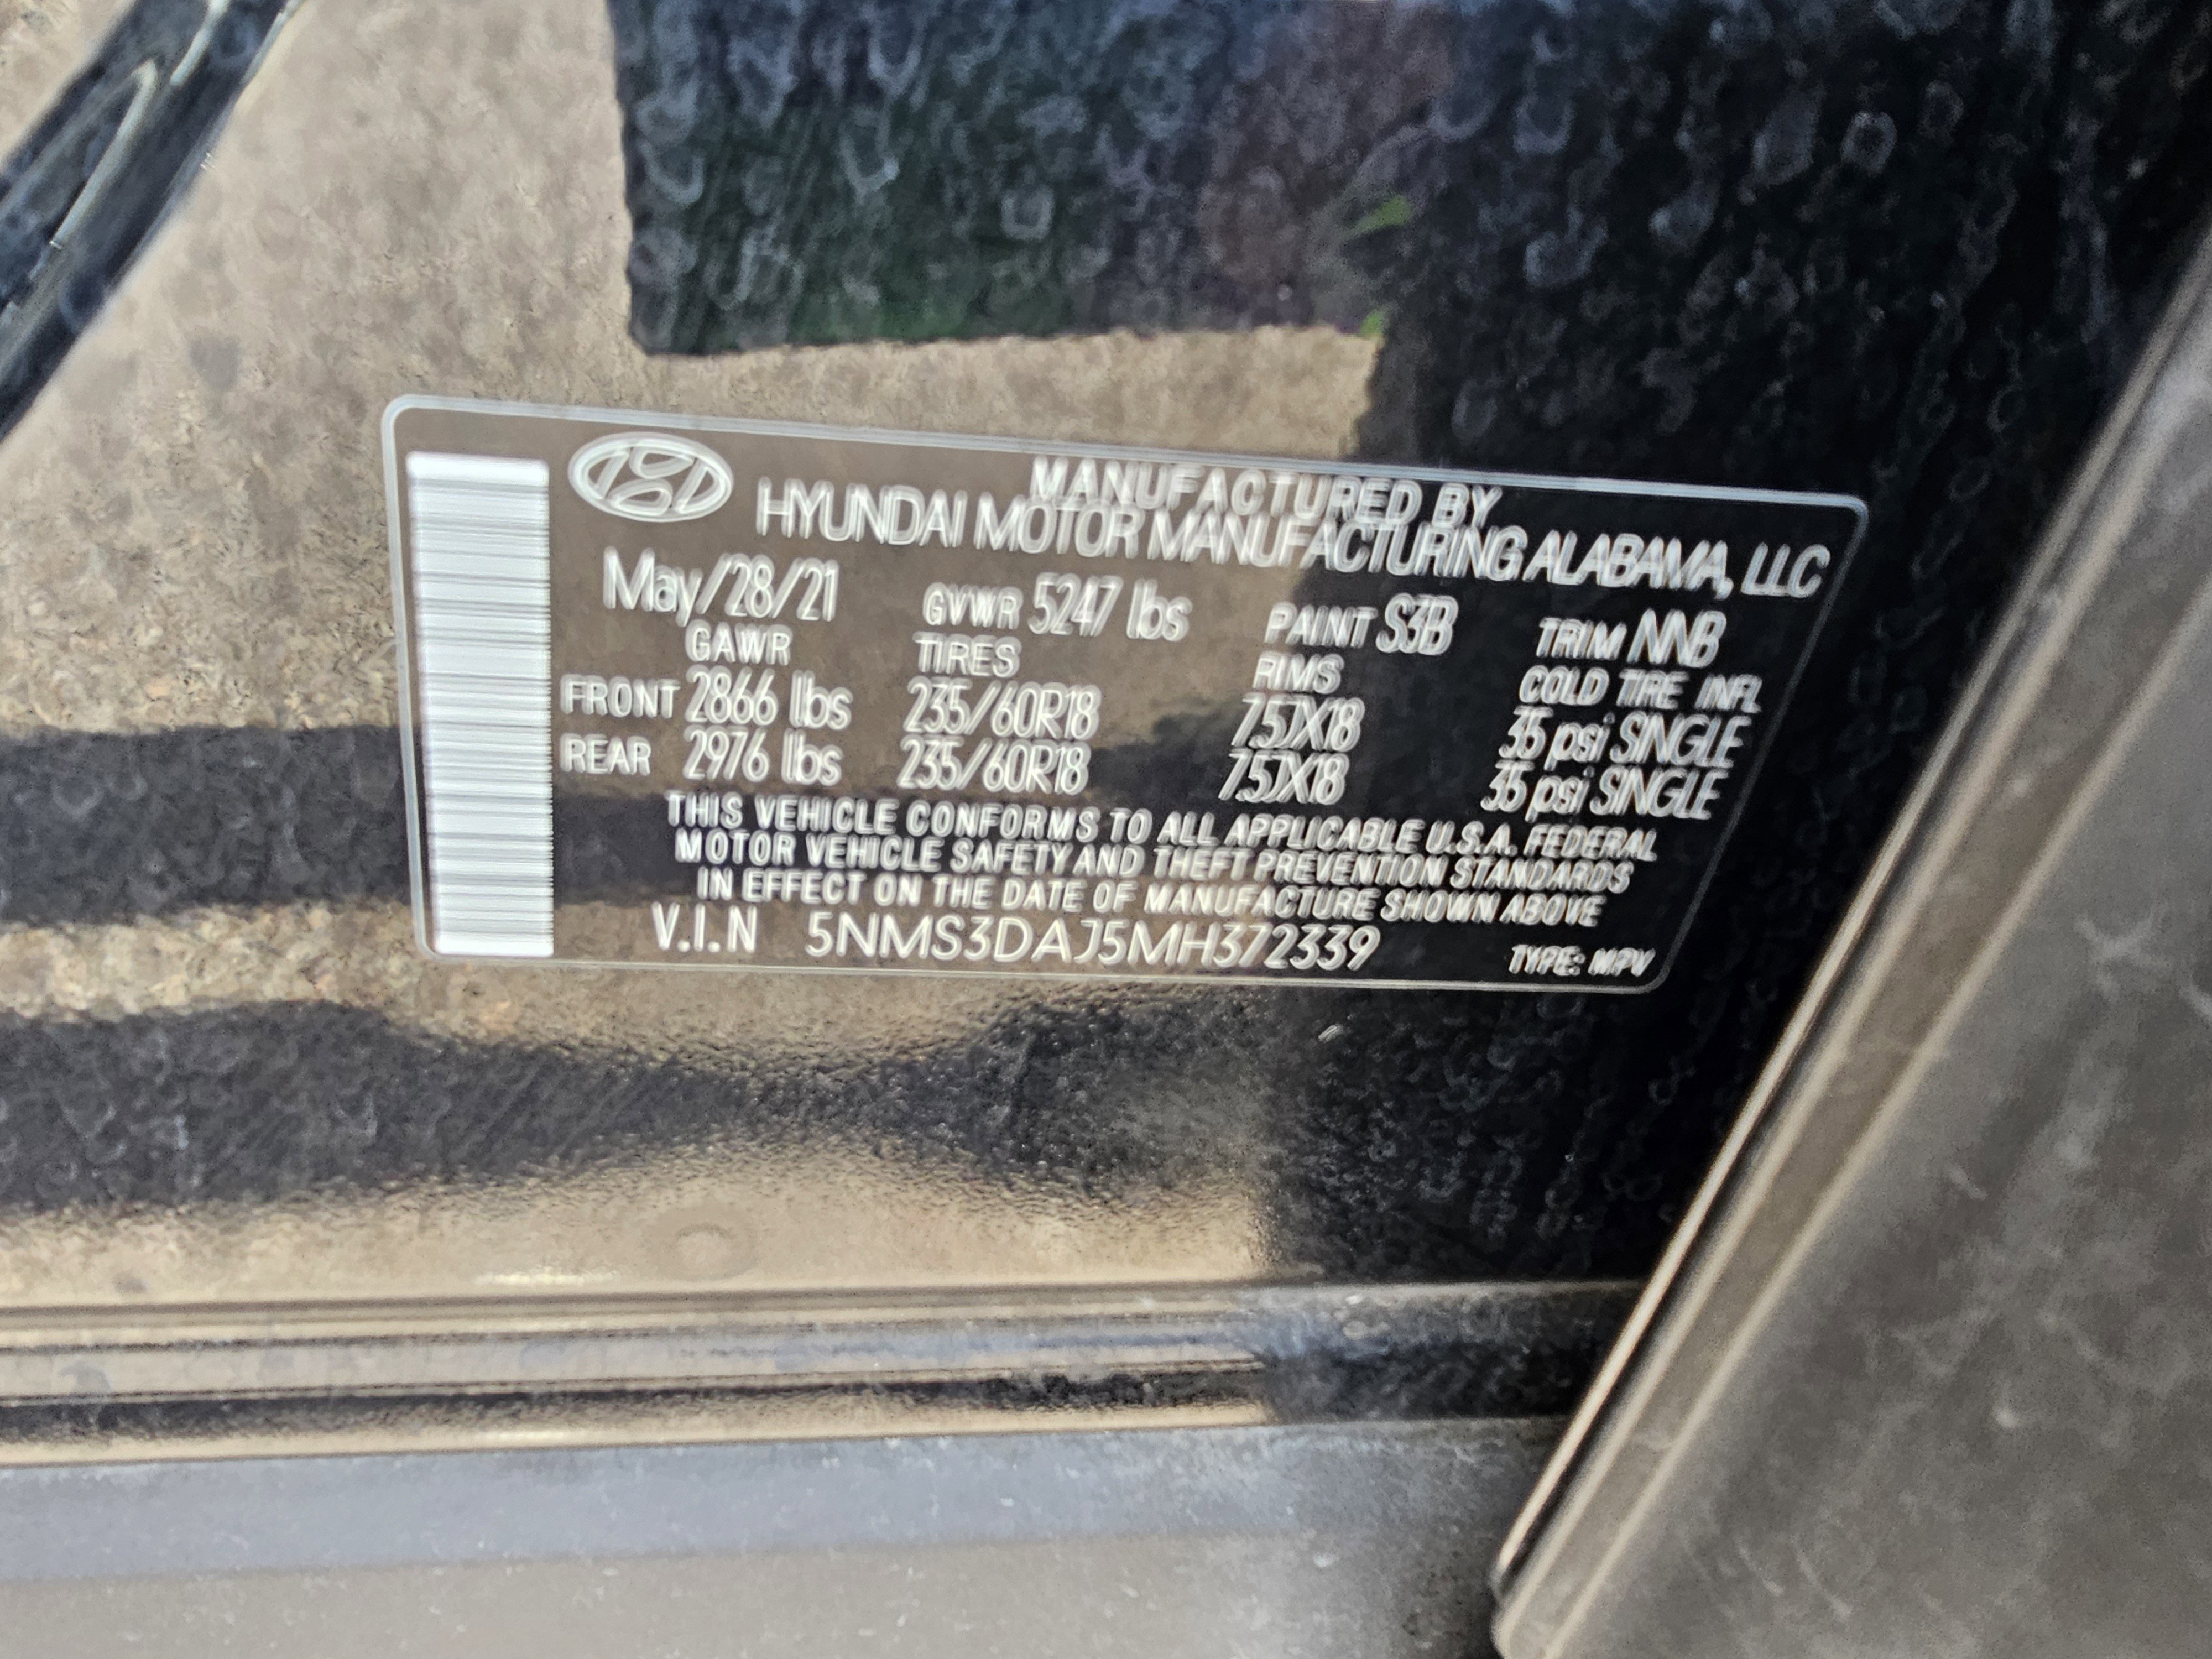 MANUFACTURED BY
HYUNDAI MOTOR MANUFACTURING ALABAMA, LLC
May/28/21 GVWR 5247 lbs PAINT S3B TRIM NNB
GAWR TIRES RIMS COLD TIRE INFL
FRONT 2866 lbs 235/60R18 7.5JX18 35 psi SINGLE
REAR 2976 lbs 235/60R18 7.5JX18 35 psi SINGLE
THIS VEHICLE CONFORMS TO ALL APPLICABLE U.S.A. FEDERAL
MOTOR VEHICLE SAFETY AND THEFT PREVENTION STANDARDS
IN EFFECT ON THE DATE OF MANUFACTURE SHOWN ABOVE
V.I.N 5NMS3DAJ5MH372339 TYPE: MPV